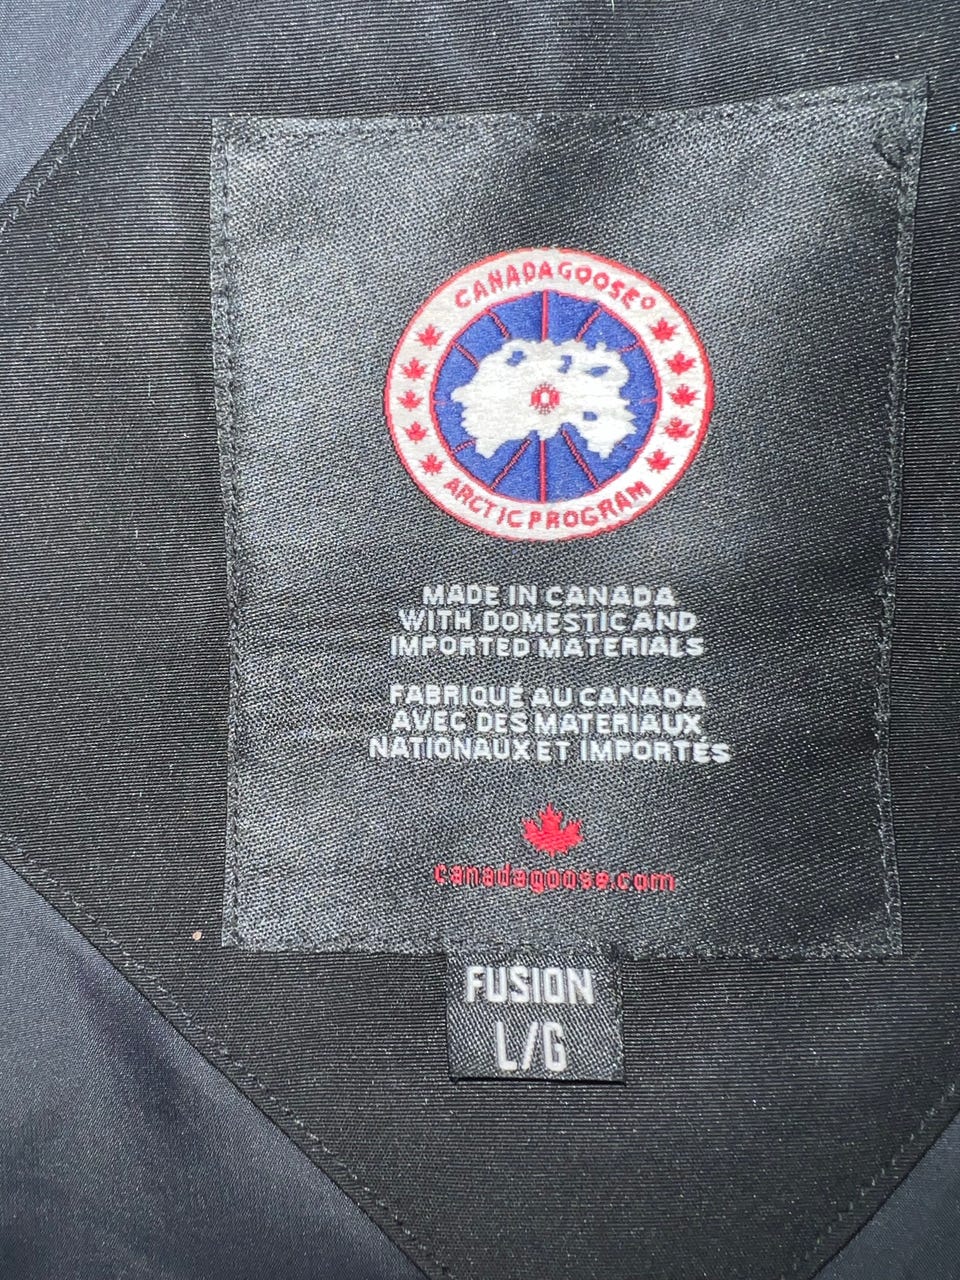 CANADA GOOSE®
ARCTIC PROGRAM
MADE IN CANADA
WITH DOMESTIC AND
IMPORTED MATERIALS
FABRIQUÉ AU CANADA
AVEC DES MATERIAUX
NATIONAUX ET IMPORTÉS
canadagoose.com
FUSION
L/G